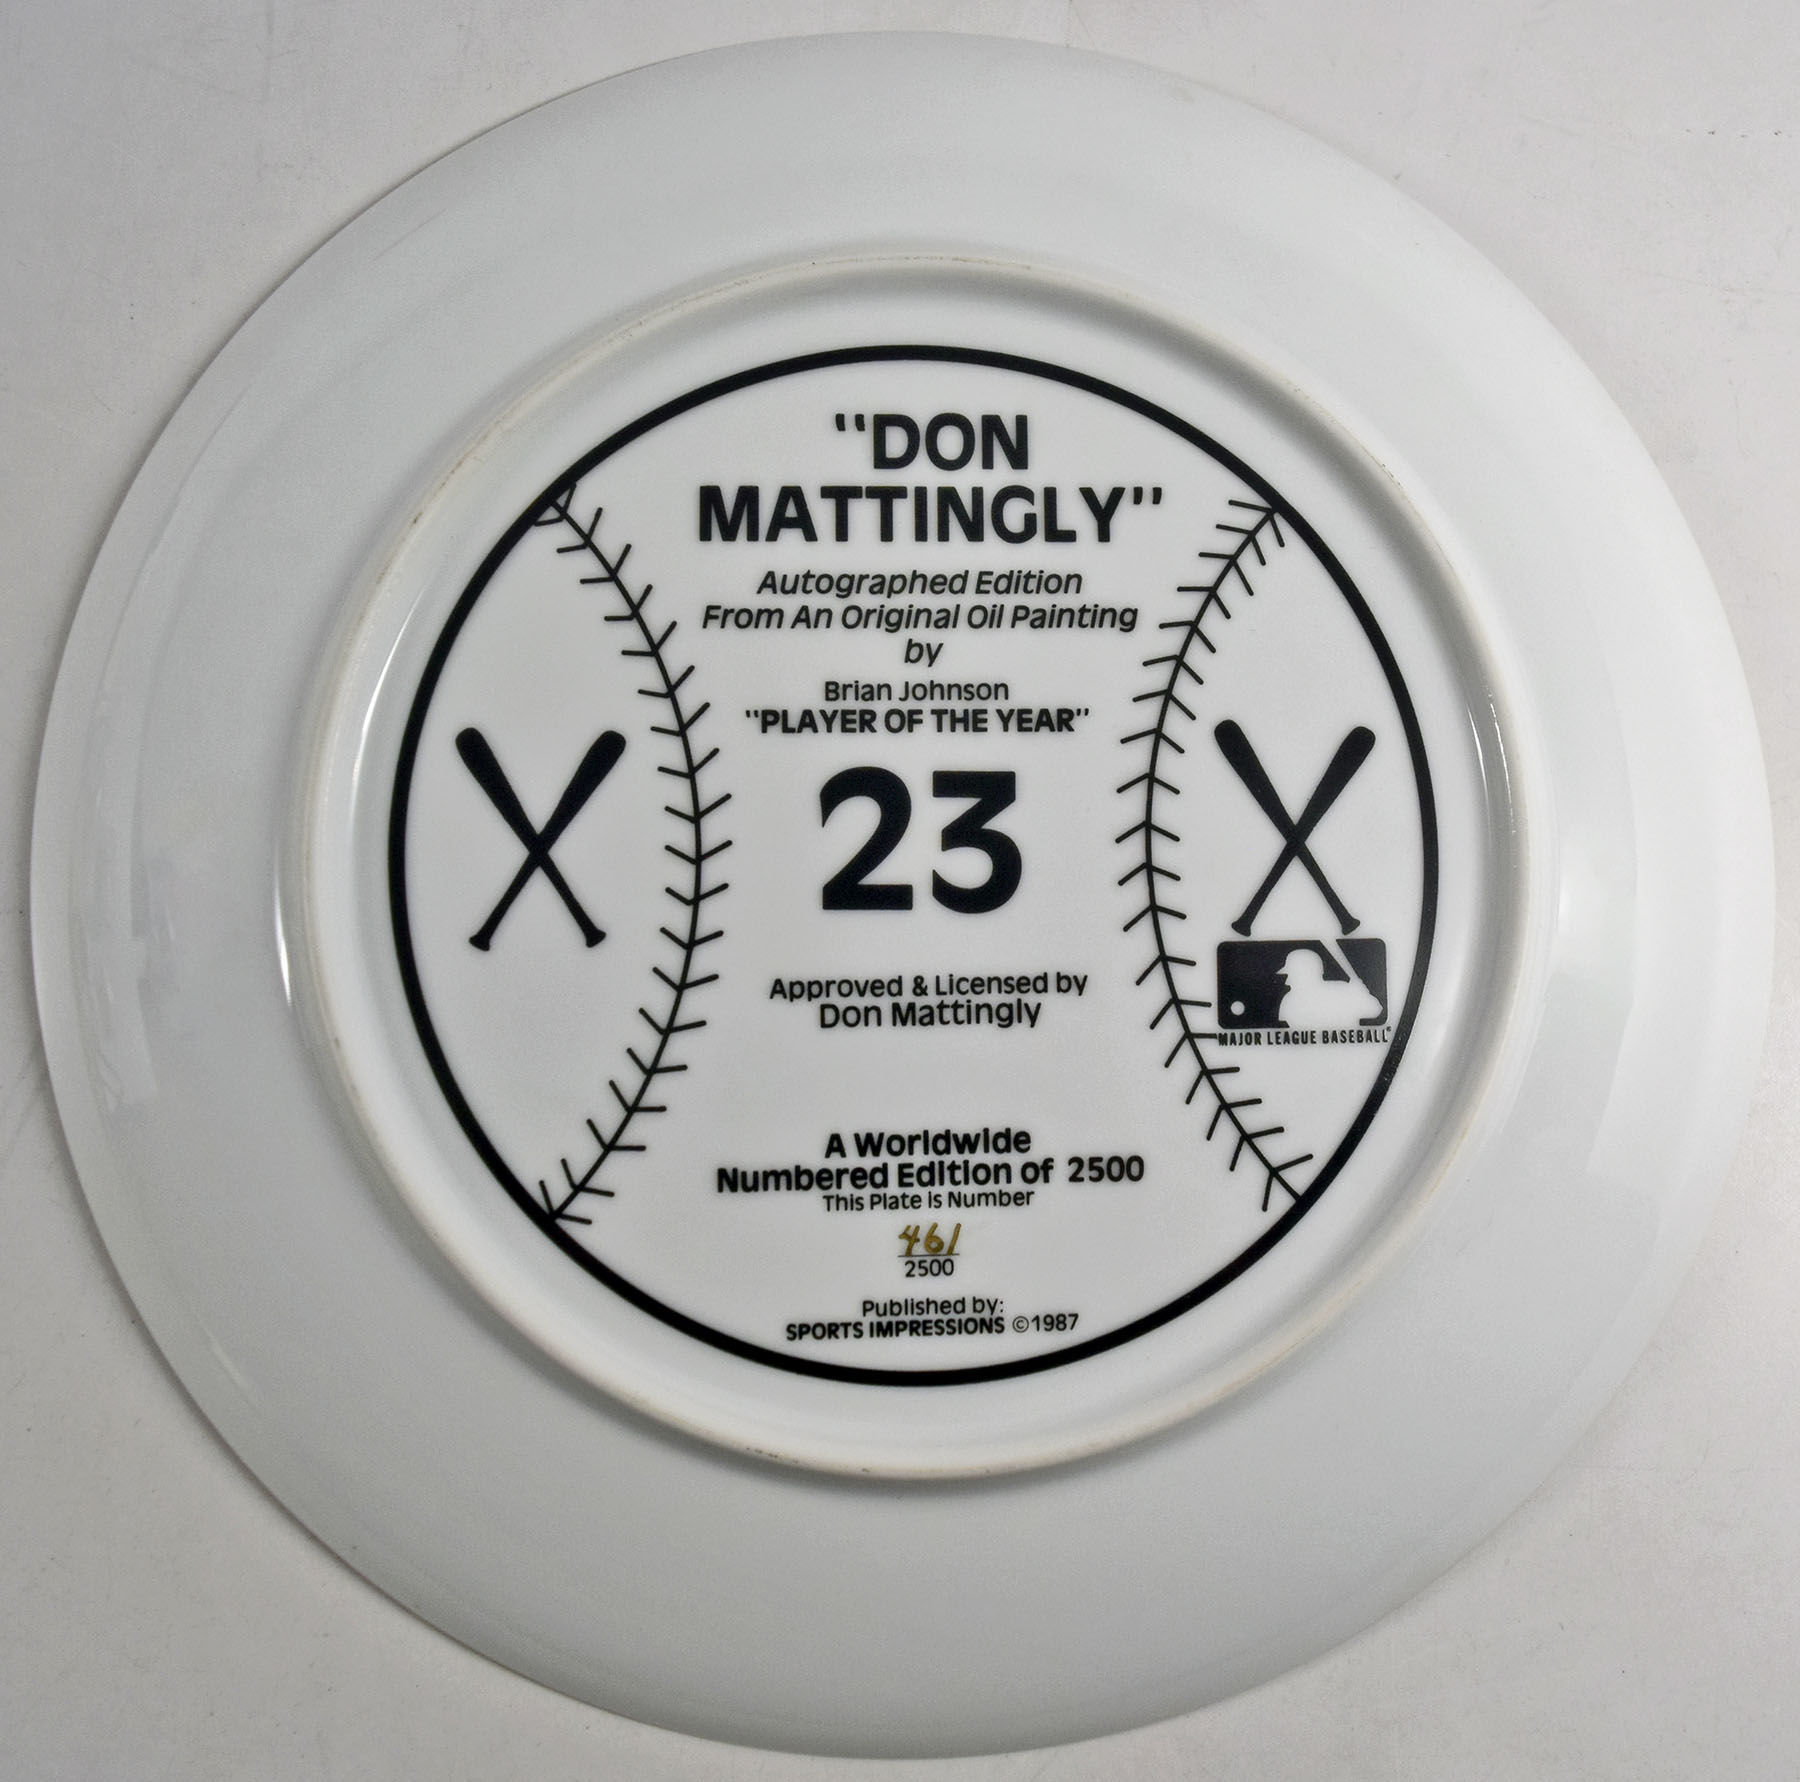 "DON
MATTINGLY"
Autographed Edition
From An Original Oil Painting
by
Brian Johnson
"PLAYER OF THE YEAR"
23
Approved & Licensed by
Don Mattingly
MAJOR LEAGUE BASEBALL®
A Worldwide
Numbered Edition of 2500
This Plate is Number
461
2500
Published by:
SPORTS IMPRESSIONS ©1987